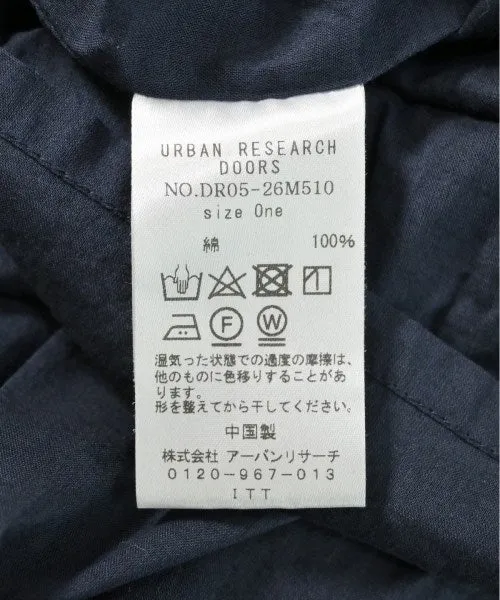 URBAN RESEARCH
DOORS
NO.DR05-26M510
size One
綿 100%
F W
湿気った状態での過度の摩擦は、
他のものに色移りすることがあ
ります。
形を整えてから干してください。
中国製
株式会社 アーバンリサーチ
0120-967-013
ITT